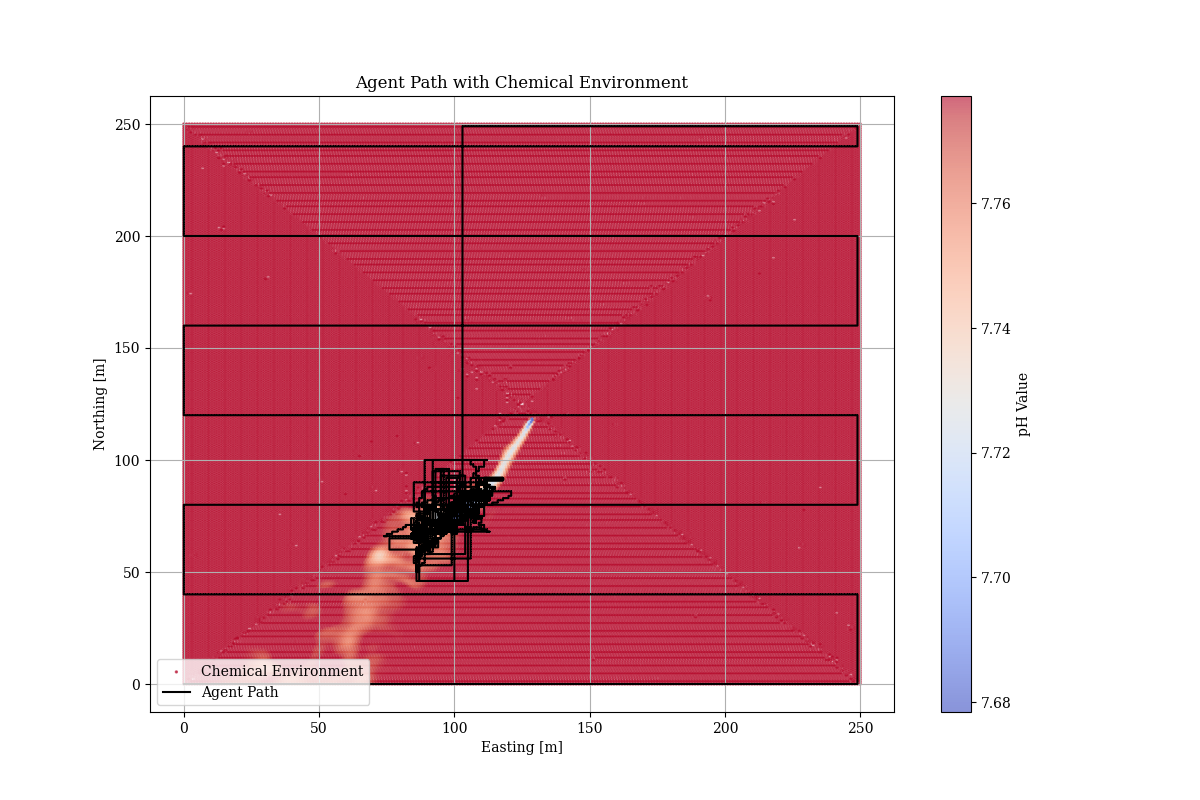 Agent Path with Chemical Environment
250
200
150
100
50
0
Northing [m]
Chemical Environment
Agent Path
0 50 100 150 200 250
Easting [m]
7.76
7.74
7.72
7.70
7.68
pH Value